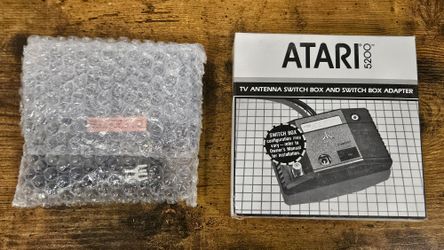 ATARI 5200
TV ANTENNA SWITCH BOX AND SWITCH BOX ADAPTER
SWITCH BOX
configuration may
vary — refer to
Owner's Manual
for installation.